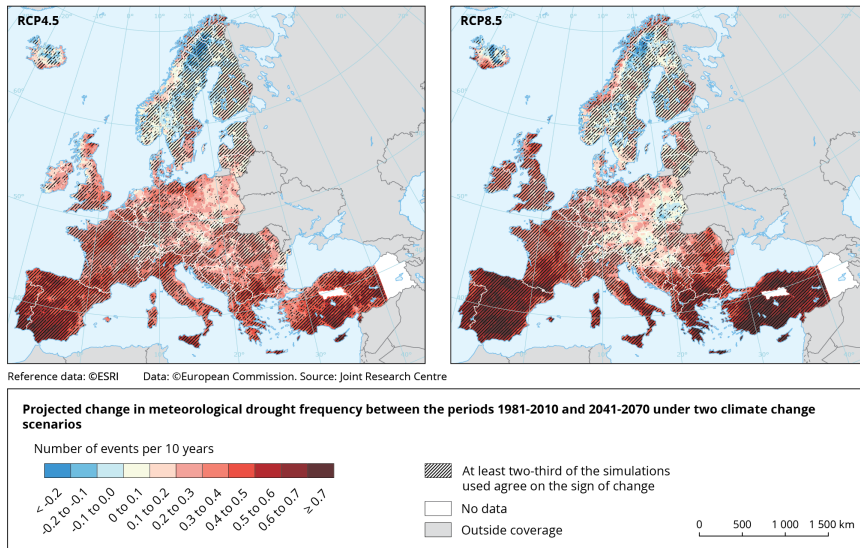 RCP4.5
RCP8.5
Reference data: ©ESRI Data: ©European Commission. Source: Joint Research Centre
Projected change in meteorological drought frequency between the periods 1981-2010 and 2041-2070 under two climate change
scenarios
Number of events per 10 years
< -0.2
-0.2 to -0.1
-0.1 to 0.0
0 to 0.1
0.1 to 0.2
0.2 to 0.3
0.3 to 0.4
0.4 to 0.5
0.5 to 0.6
0.6 to 0.7
≥ 0.7
At least two-third of the simulations
used agree on the sign of change
No data
Outside coverage
0 500 1 000 1 500 km